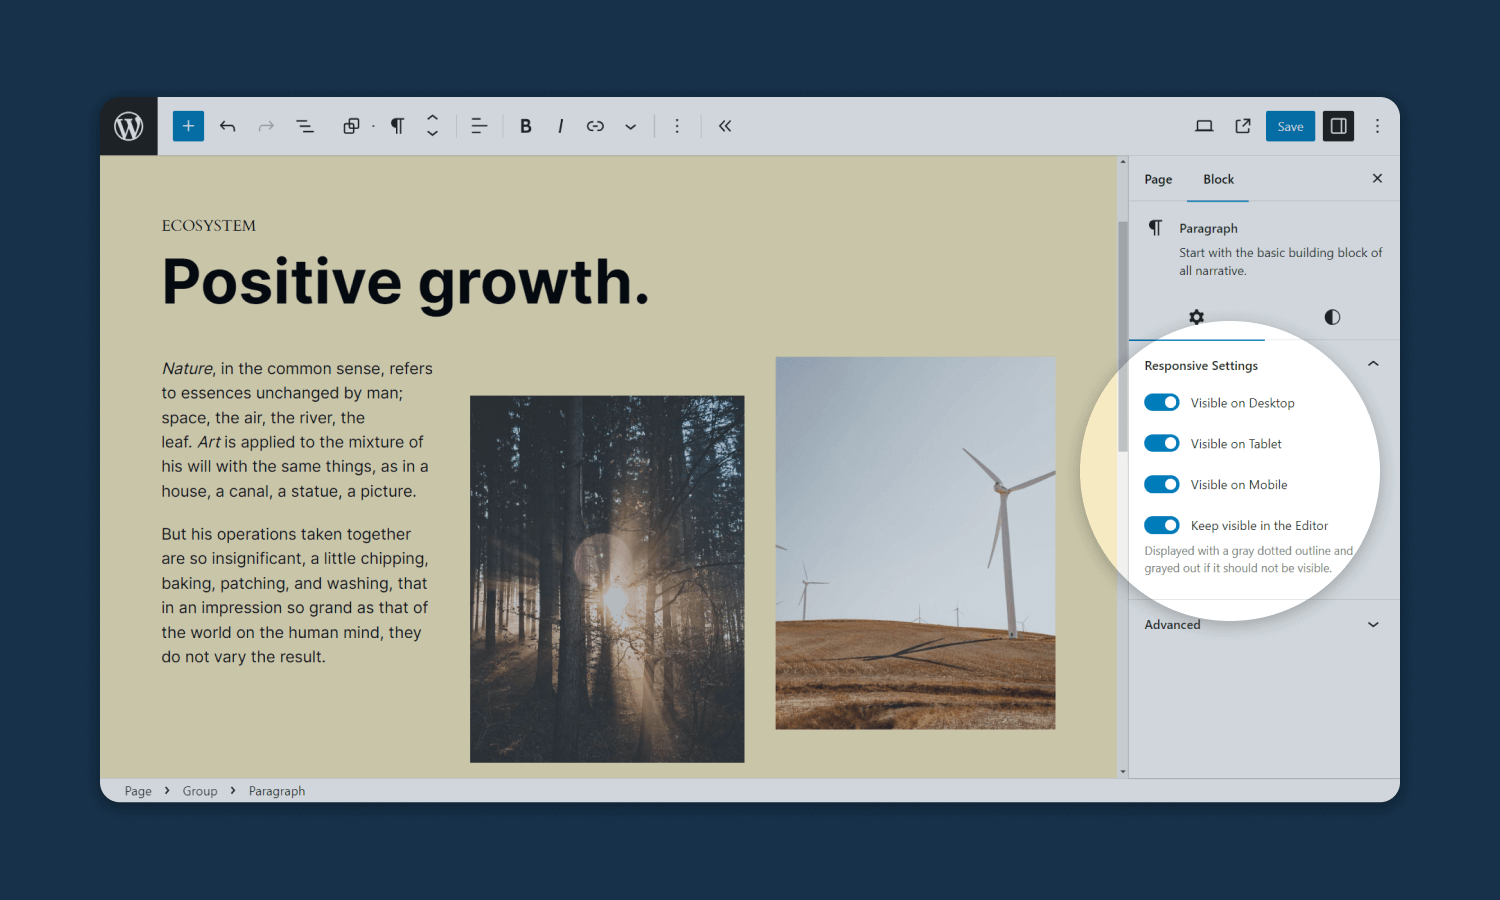 B I
Save
Page Block
Paragraph
Start with the basic building block of
all narrative.
ECOSYSTEM
Positive growth.
Nature, in the common sense, refers
to essences unchanged by man;
space, the air, the river, the
leaf. Art is applied to the mixture of
his will with the same things, as in a
house, a canal, a statue, a picture.
But his operations taken together
are so insignificant, a little chipping,
baking, patching, and washing, that
in an impression so grand as that of
the world on the human mind, they
do not vary the result.
Responsive Settings
Visible on Desktop
Visible on Tablet
Visible on Mobile
Keep visible in the Editor
Displayed with a gray dotted outline and
grayed out if it should not be visible.
Advanced
Page › Group › Paragraph